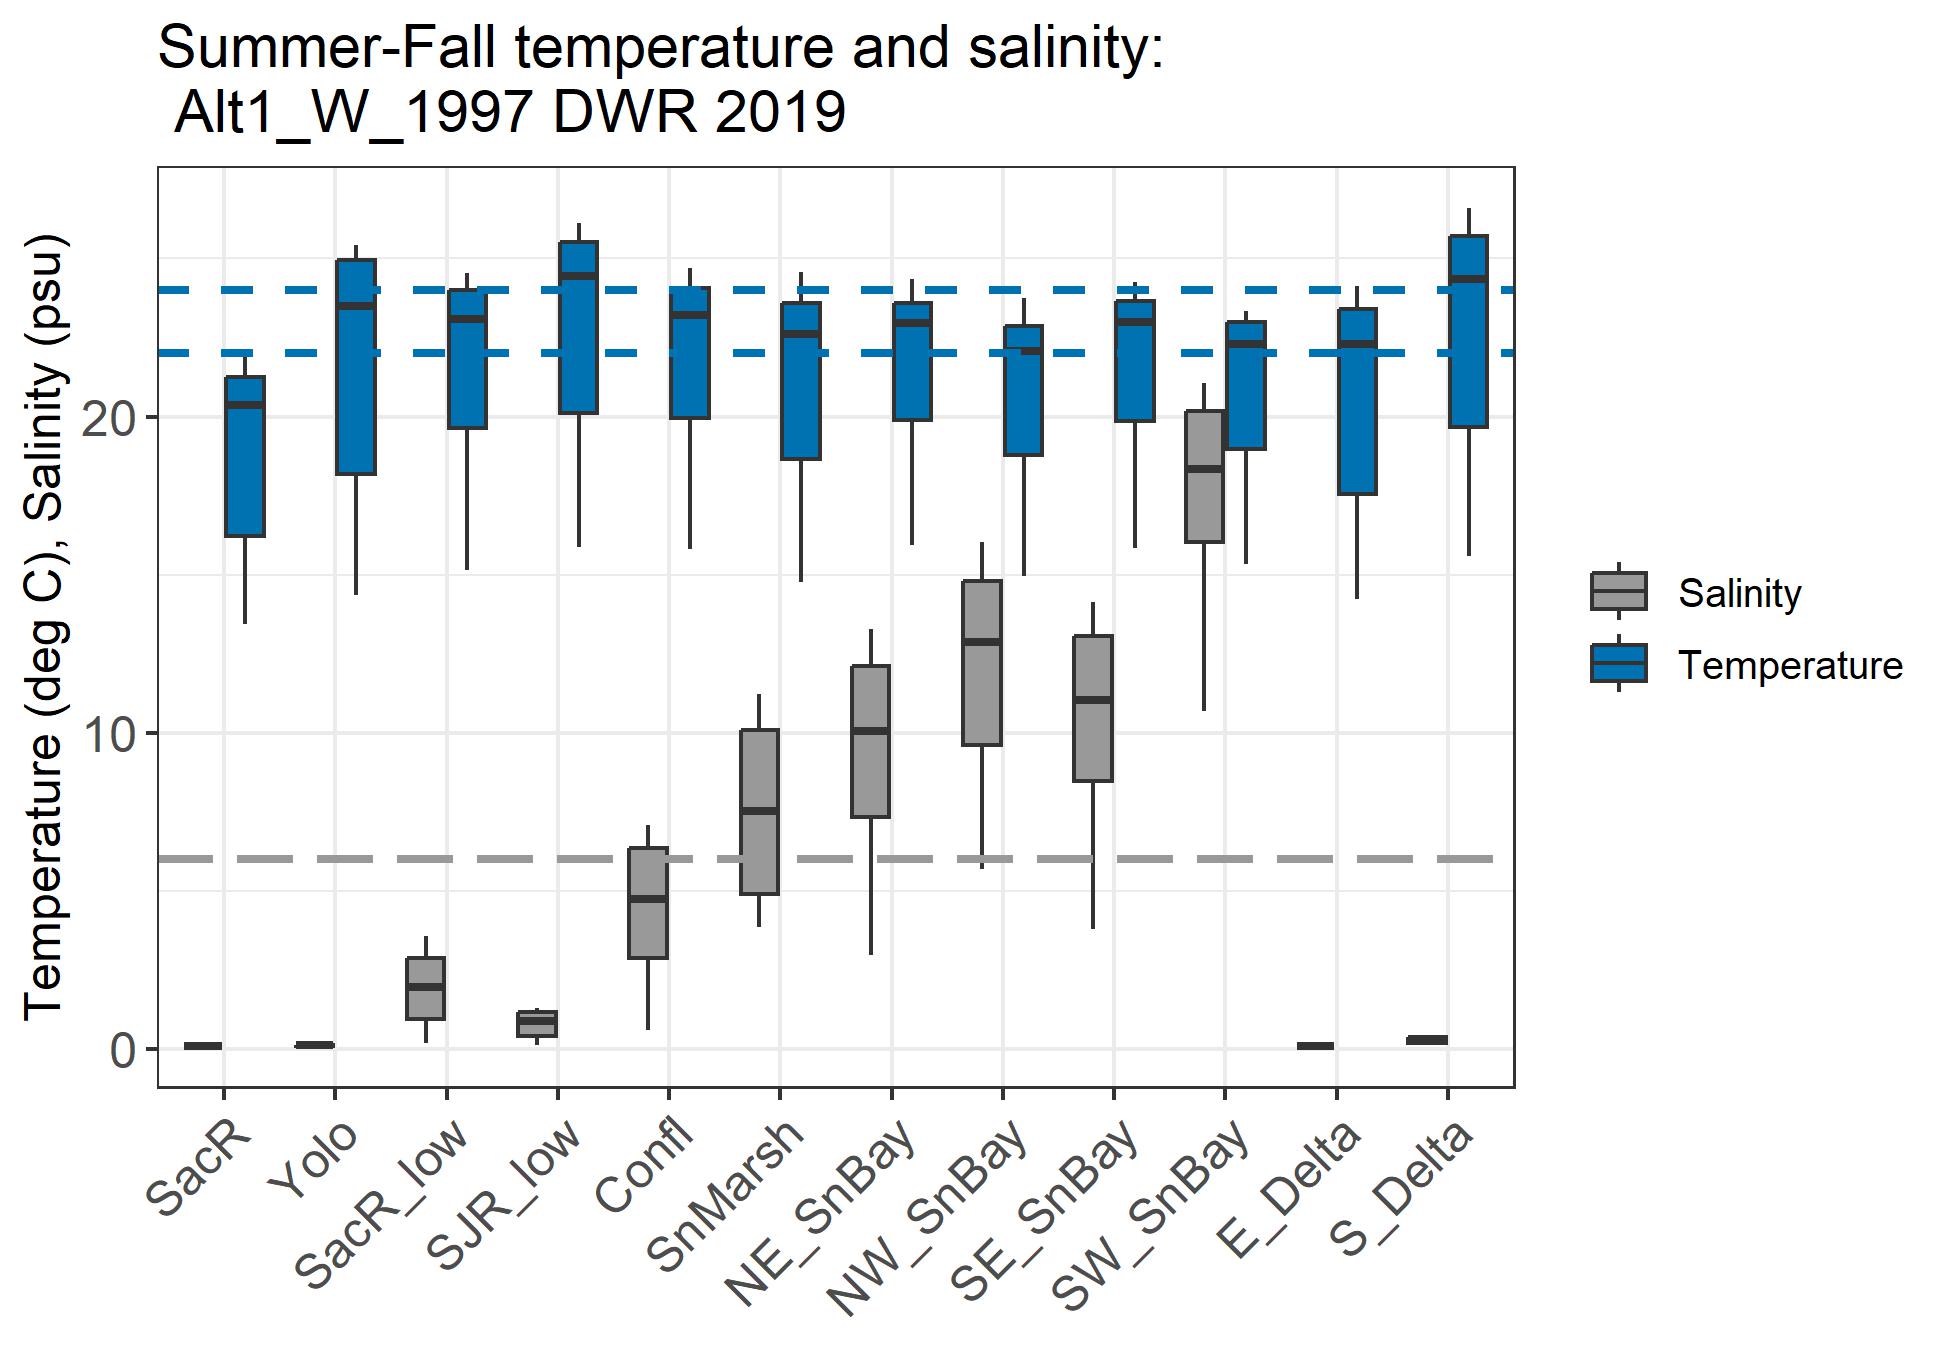 Summer-Fall temperature and salinity:
Alt1_W_1997 DWR 2019
Temperature (deg C), Salinity (psu)
20
10
0
SacR
Yolo
SacR_low
SJR_low
Confl
SnMarsh
NE_SnBay
NW_SnBay
SE_SnBay
SW_SnBay
E_Delta
S_Delta
Salinity
Temperature